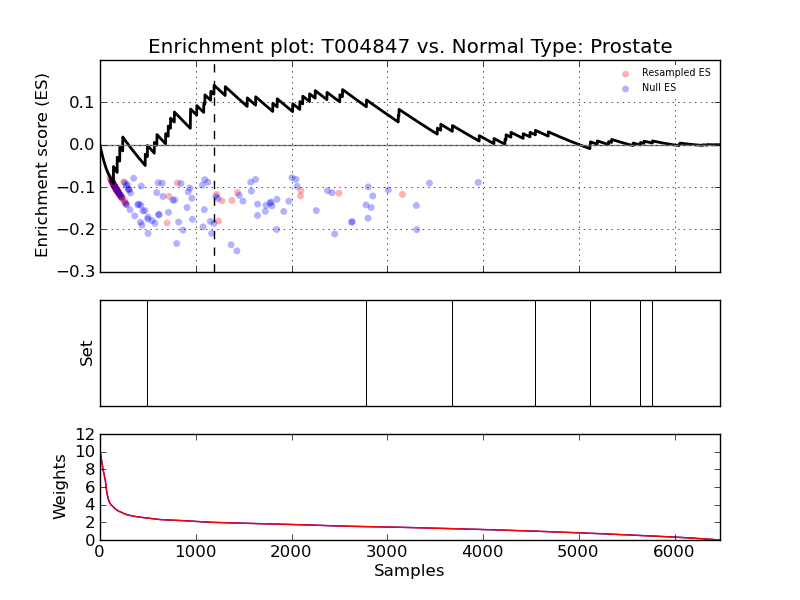 Enrichment plot: T004847 vs. Normal Type: Prostate
Resampled ES
Null ES
Enrichment score (ES)
0.1
0.0
−0.1
−0.2
−0.3
Set
Weights
12
10
8
6
4
2
0
0 1000 2000 3000 4000 5000 6000
Samples